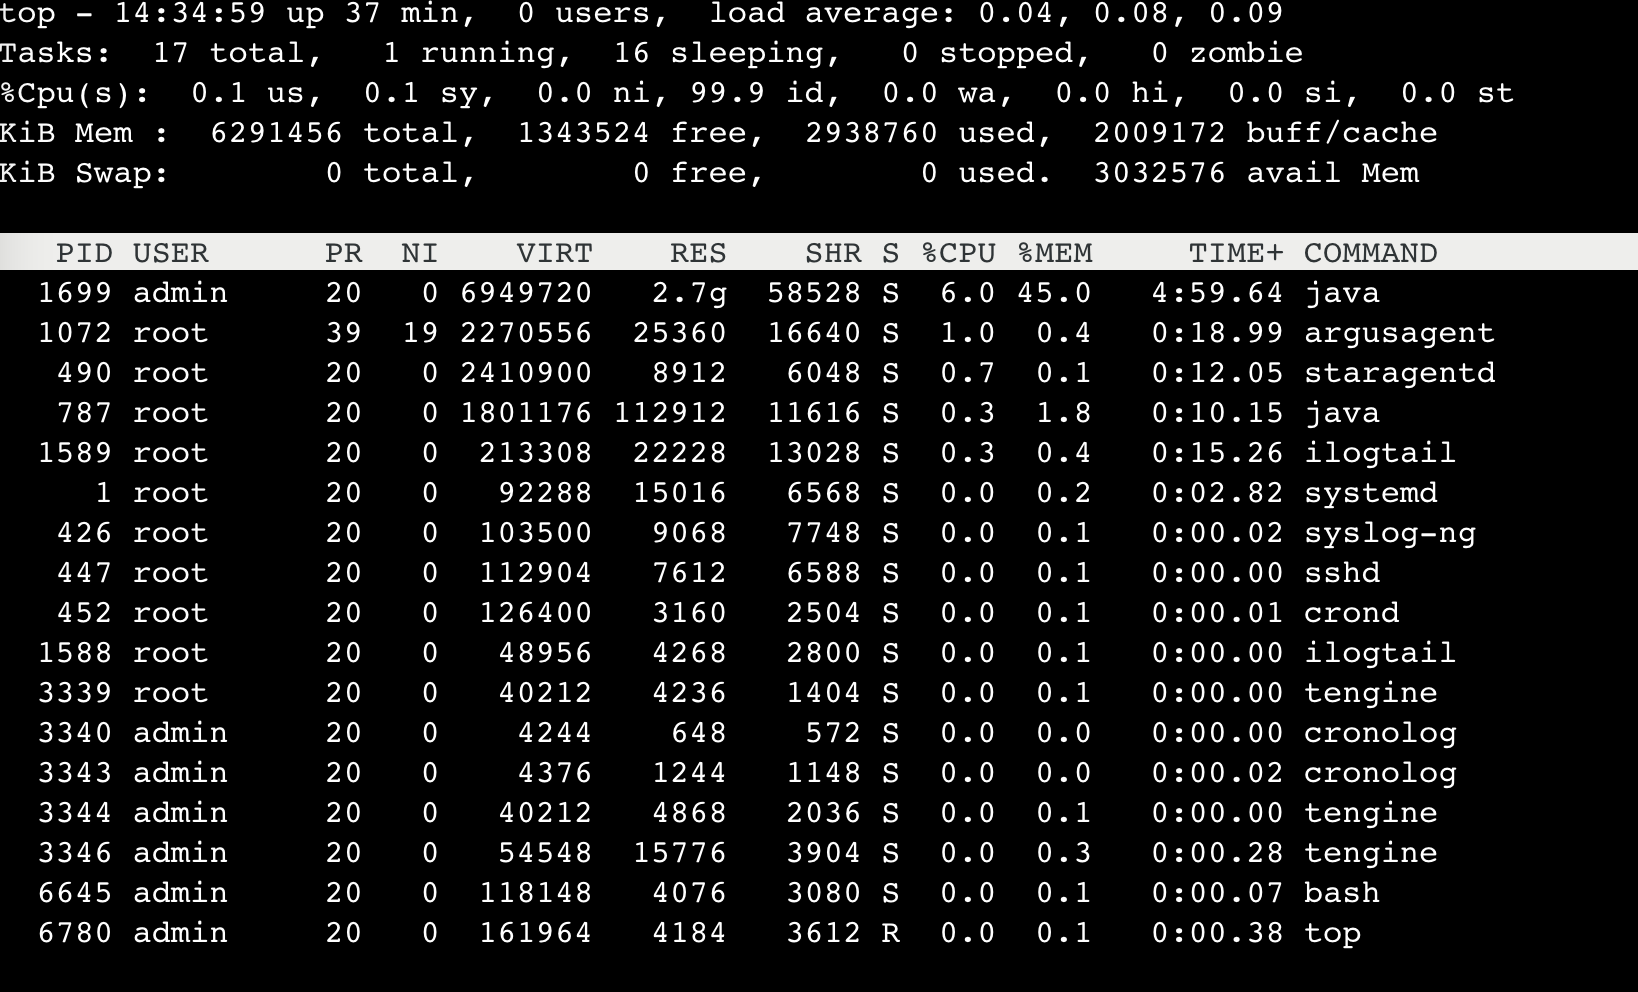 top - 14:34:59 up 37 min,  0 users,  load average: 0.04, 0.08, 0.09
Tasks:  17 total,   1 running,  16 sleeping,   0 stopped,   0 zombie
%Cpu(s):  0.1 us,  0.1 sy,  0.0 ni, 99.9 id,  0.0 wa,  0.0 hi,  0.0 si,  0.0 st
KiB Mem :  6291456 total,  1343524 free,  2938760 used,  2009172 buff/cache
KiB Swap:        0 total,        0 free,        0 used.  3032576 avail Mem
   PID USER      PR  NI    VIRT    RES    SHR S %CPU %MEM     TIME+ COMMAND
  1699 admin     20   0 6949720   2.7g  58528 S  6.0 45.0   4:59.64 java
  1072 root      39  19 2270556  25360  16640 S  1.0  0.4   0:18.99 argusagent
   490 root      20   0 2410900   8912   6048 S  0.7  0.1   0:12.05 staragentd
   787 root      20   0 1801176 112912  11616 S  0.3  1.8   0:10.15 java
  1589 root      20   0  213308  22228  13028 S  0.3  0.4   0:15.26 ilogtail
     1 root      20   0   92288  15016   6568 S  0.0  0.2   0:02.82 systemd
   426 root      20   0  103500   9068   7748 S  0.0  0.1   0:00.02 syslog-ng
   447 root      20   0  112904   7612   6588 S  0.0  0.1   0:00.00 sshd
   452 root      20   0  126400   3160   2504 S  0.0  0.1   0:00.01 crond
  1588 root      20   0   48956   4268   2800 S  0.0  0.1   0:00.00 ilogtail
  3339 root      20   0   40212   4236   1404 S  0.0  0.1   0:00.00 tengine
  3340 admin     20   0    4244    648    572 S  0.0  0.0   0:00.00 cronolog
  3343 admin     20   0    4376   1244   1148 S  0.0  0.0   0:00.02 cronolog
  3344 admin     20   0   40212   4868   2036 S  0.0  0.1   0:00.00 tengine
  3346 admin     20   0   54548  15776   3904 S  0.0  0.3   0:00.28 tengine
  6645 admin     20   0  118148   4076   3080 S  0.0  0.1   0:00.07 bash
  6780 admin     20   0  161964   4184   3612 R  0.0  0.1   0:00.38 top